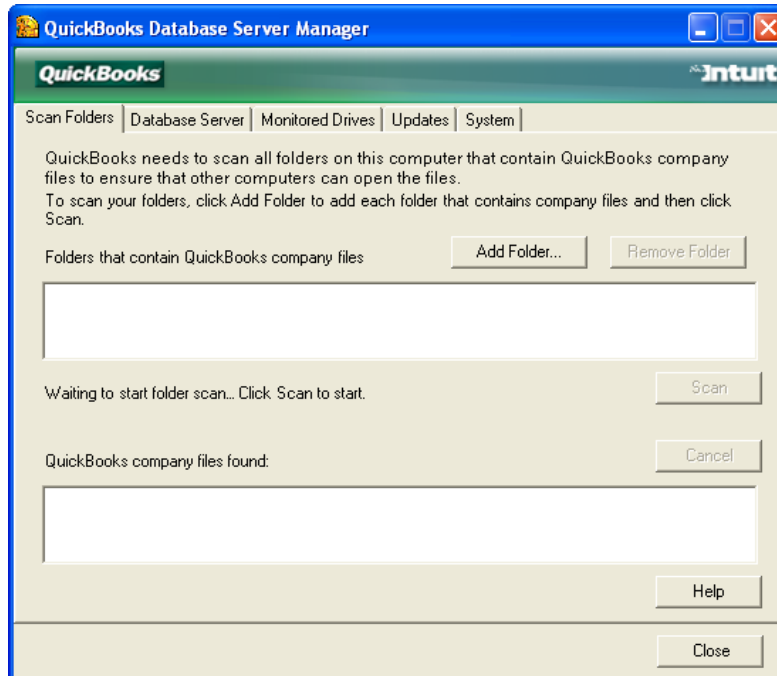 QuickBooks Database Server Manager
QuickBooks
Intuit
Scan Folders Database Server Monitored Drives Updates System
QuickBooks needs to scan all folders on this computer that contain QuickBooks company
files to ensure that other computers can open the files.
To scan your folders, click Add Folder to add each folder that contains company files and then click
Scan.
Folders that contain QuickBooks company files Add Folder... Remove Folder
Waiting to start folder scan... Click Scan to start. Scan
QuickBooks company files found: Cancel
Help
Close